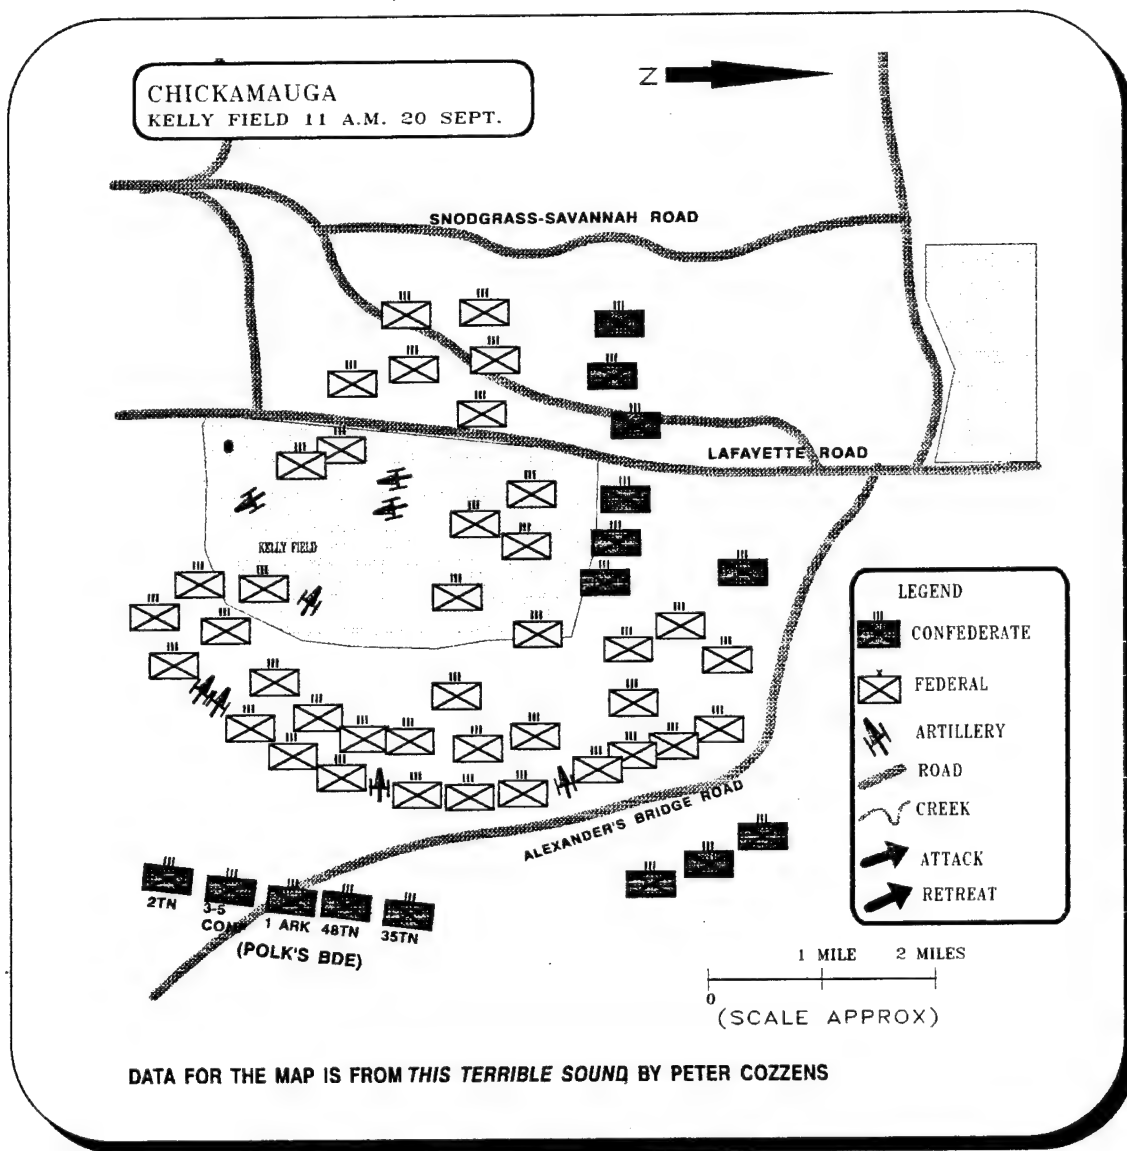 CHICKAMAUGA
KELLY FIELD 11 A.M. 20 SEPT.
N
SNODGRASS-SAVANNAH ROAD
LAFAYETTE ROAD
KELLY FIELD
LEGEND
CONFEDERATE
FEDERAL
ARTILLERY
ROAD
CREEK
ATTACK
RETREAT
ALEXANDER'S BRIDGE ROAD
2TN
3-5
CONF
1 ARK
48TN
35TN
(POLK'S BDE)
1 MILE 2 MILES
0
(SCALE APPROX)
DATA FOR THE MAP IS FROM THIS TERRIBLE SOUND, BY PETER COZZENS